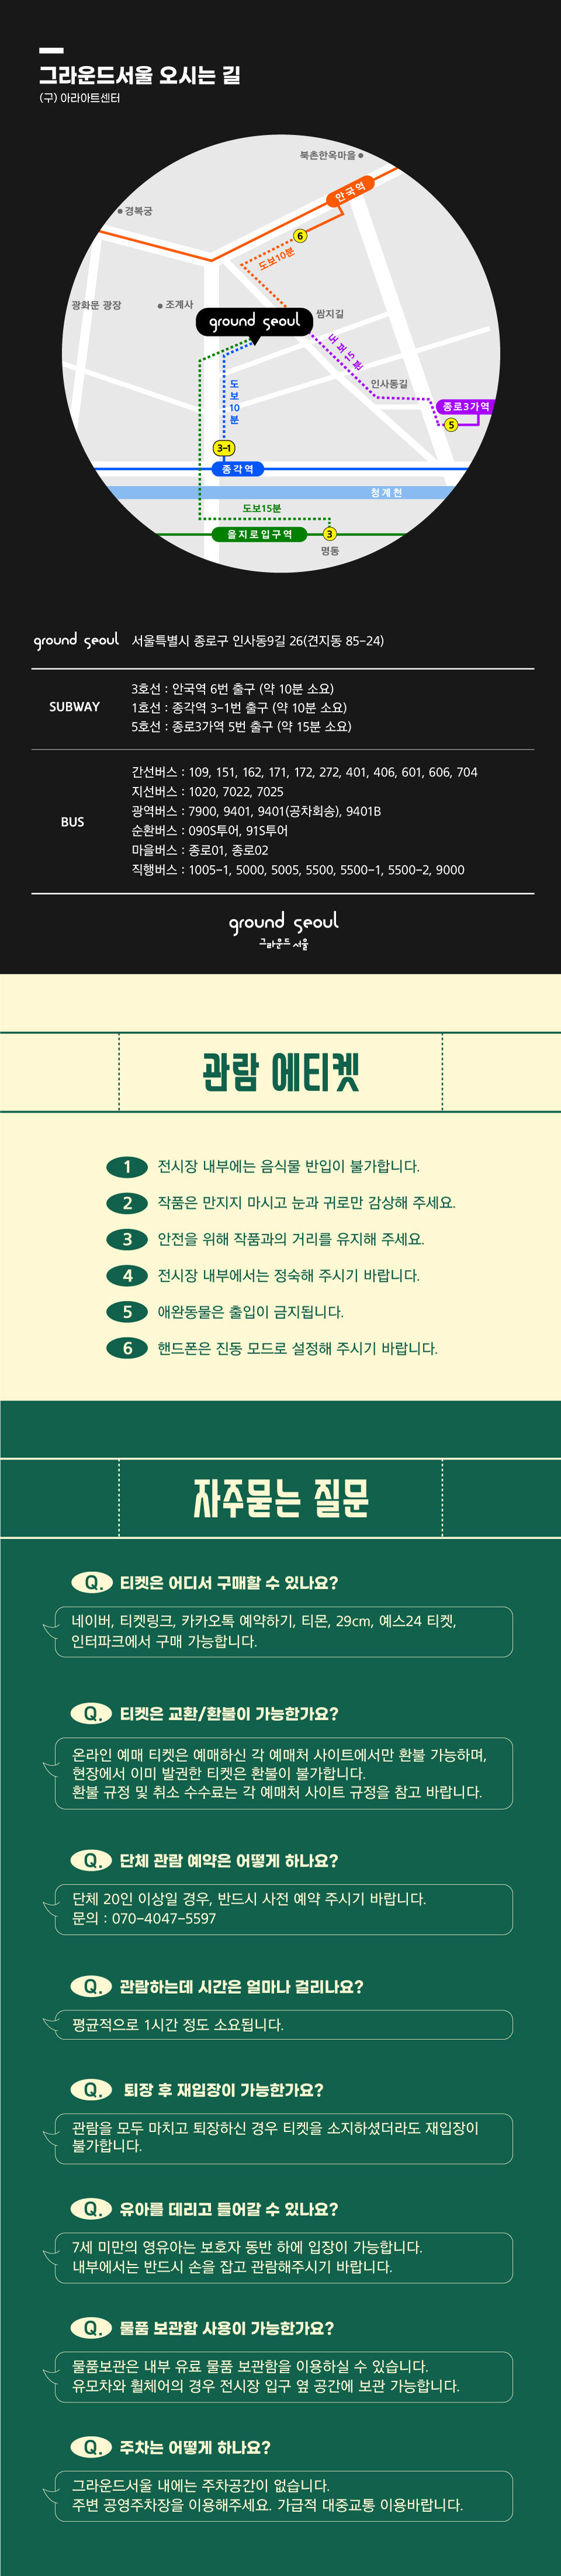 그라운드서울 오시는 길
(구) 아라아트센터
북촌한옥마을
안국역
경복궁
6
도보10분
광화문 광장
조계사
쌈지길
ground seoul
도보15분
인사동길
도보10분
종로3가역
5
3-1
종각역
청계천
도보15분
을지로입구역
3
명동
ground seoul 서울특별시 종로구 인사동9길 26(견지동 85-24)
SUBWAY
3호선 : 안국역 6번 출구 (약 10분 소요)
1호선 : 종각역 3-1번 출구 (약 10분 소요)
5호선 : 종로3가역 5번 출구 (약 15분 소요)
BUS
간선버스 : 109, 151, 162, 171, 172, 272, 401, 406, 601, 606, 704
지선버스 : 1020, 7022, 7025
광역버스 : 7900, 9401, 9401(공차회송), 9401B
순환버스 : 090S투어, 91S투어
마을버스 : 종로01, 종로02
직행버스 : 1005-1, 5000, 5005, 5500, 5500-1, 5500-2, 9000
ground seoul
그라운드 서울
관람 에티켓
1 전시장 내부에는 음식물 반입이 불가합니다.
2 작품은 만지지 마시고 눈과 귀로만 감상해 주세요.
3 안전을 위해 작품과의 거리를 유지해 주세요.
4 전시장 내부에서는 정숙해 주시기 바랍니다.
5 애완동물은 출입이 금지됩니다.
6 핸드폰은 진동 모드로 설정해 주시기 바랍니다.
자주묻는 질문
Q. 티켓은 어디서 구매할 수 있나요?
네이버, 티켓링크, 카카오톡 예약하기, 티몬, 29cm, 예스24 티켓,
인터파크에서 구매 가능합니다.
Q. 티켓은 교환/환불이 가능한가요?
온라인 예매 티켓은 예매하신 각 예매처 사이트에서만 환불 가능하며,
현장에서 이미 발권한 티켓은 환불이 불가합니다.
환불 규정 및 취소 수수료는 각 예매처 사이트 규정을 참고 바랍니다.
Q. 단체 관람 예약은 어떻게 하나요?
단체 20인 이상일 경우, 반드시 사전 예약 주시기 바랍니다.
문의 : 070-4047-5597
Q. 관람하는데 시간은 얼마나 걸리나요?
평균적으로 1시간 정도 소요됩니다.
Q. 퇴장 후 재입장이 가능한가요?
관람을 모두 마치고 퇴장하신 경우 티켓을 소지하셨더라도 재입장이
불가합니다.
Q. 유아를 데리고 들어갈 수 있나요?
7세 미만의 영유아는 보호자 동반 하에 입장이 가능합니다.
내부에서는 반드시 손을 잡고 관람해주시기 바랍니다.
Q. 물품 보관함 사용이 가능한가요?
물품보관은 내부 유료 물품 보관함을 이용하실 수 있습니다.
유모차와 휠체어의 경우 전시장 입구 옆 공간에 보관 가능합니다.
Q. 주차는 어떻게 하나요?
그라운드서울 내에는 주차공간이 없습니다.
주변 공영주차장을 이용해주세요. 가급적 대중교통 이용바랍니다.